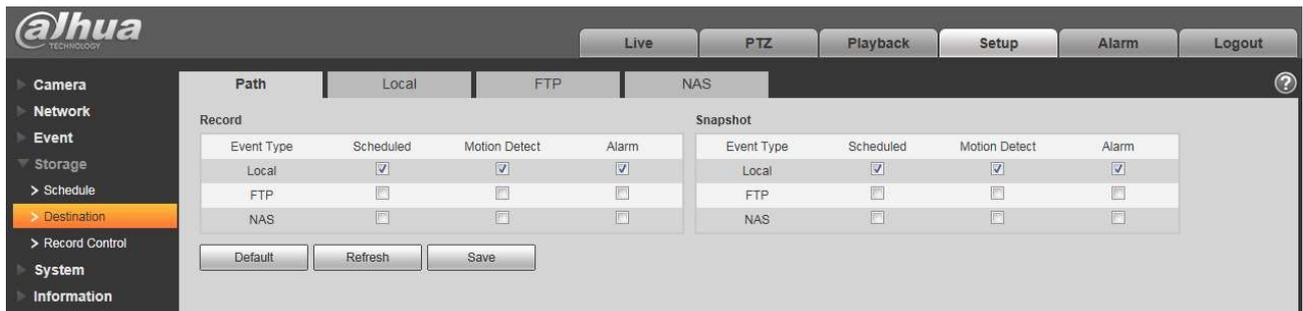 alhua
TECHNOLOGY
Live PTZ Playback Setup Alarm Logout
Path Local FTP NAS ?
Camera
Network
Event
Storage
> Schedule
> Destination
> Record Control
System
Information
Record
Event Type Scheduled Motion Detect Alarm
Local
FTP
NAS
Snapshot
Event Type Scheduled Motion Detect Alarm
Local
FTP
NAS
Default Refresh Save